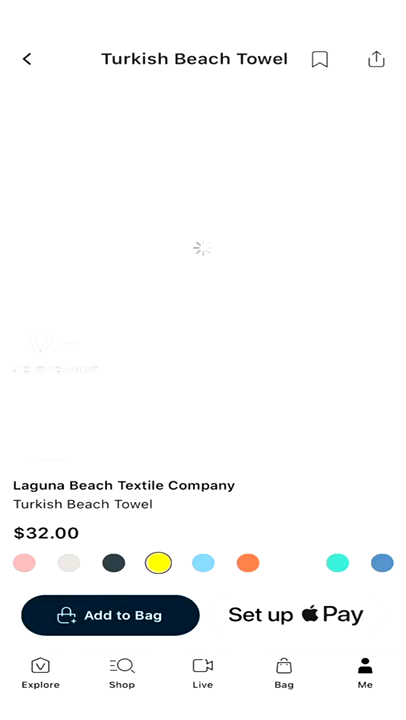 Turkish Beach Towel
Laguna Beach Textile Company
Turkish Beach Towel
$32.00
Add to Bag
Set up Pay
Explore
Shop
Live
Bag
Me